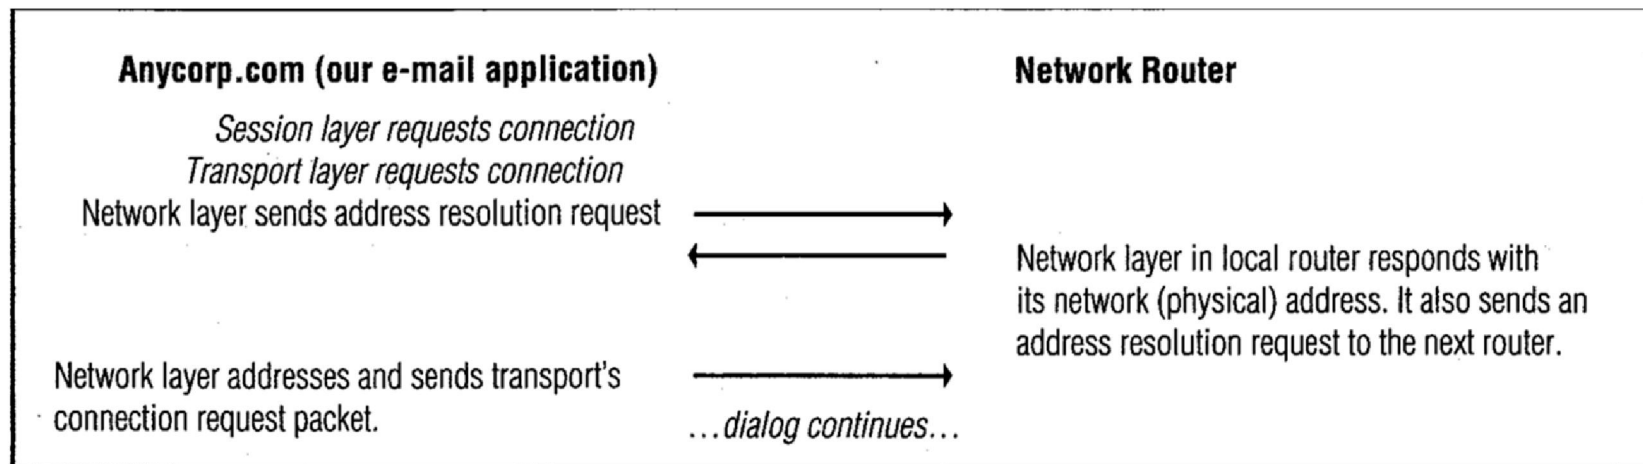 Anycorp.com (our e-mail application)
Network Router
Session layer requests connection
Transport layer requests connection
Network layer sends address resolution request
Network layer in local router responds with
its network (physical) address. It also sends an
address resolution request to the next router.
Network layer addresses and sends transport's
connection request packet.
...dialog continues...